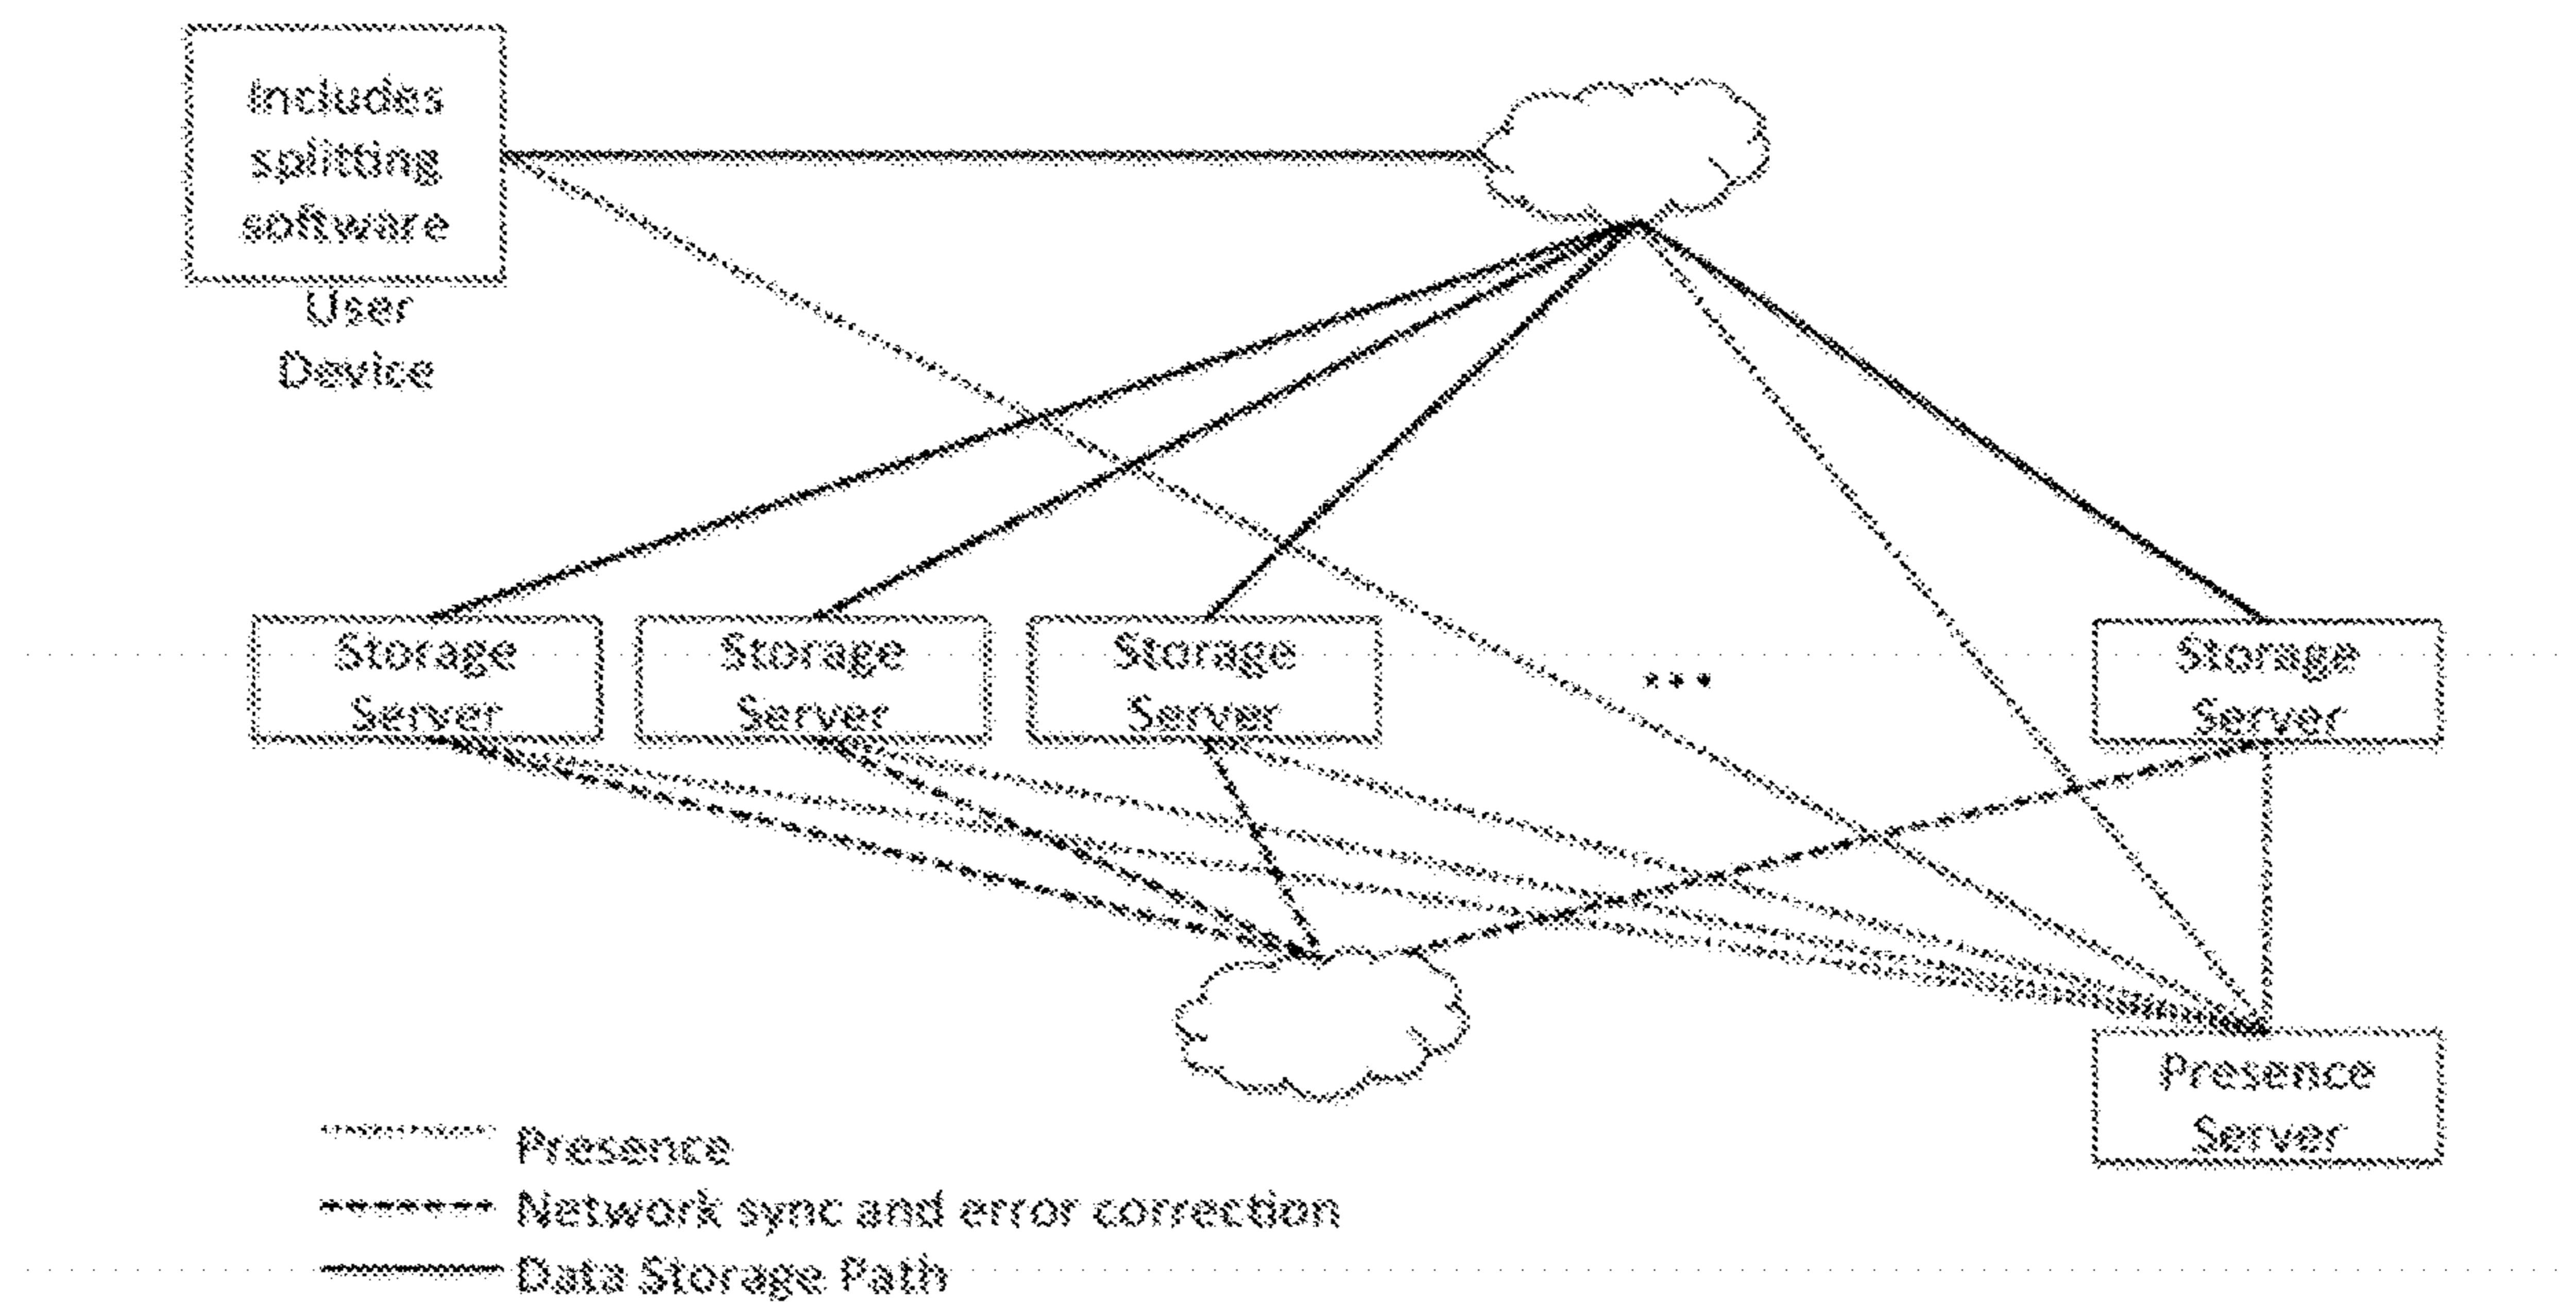 Includes
splitting
software
User
Device
Storage
Server
Storage
Server
Storage
Server
...
Storage
Server
Presence
Server
Presence
Network sync and error correction
Data Storage Path